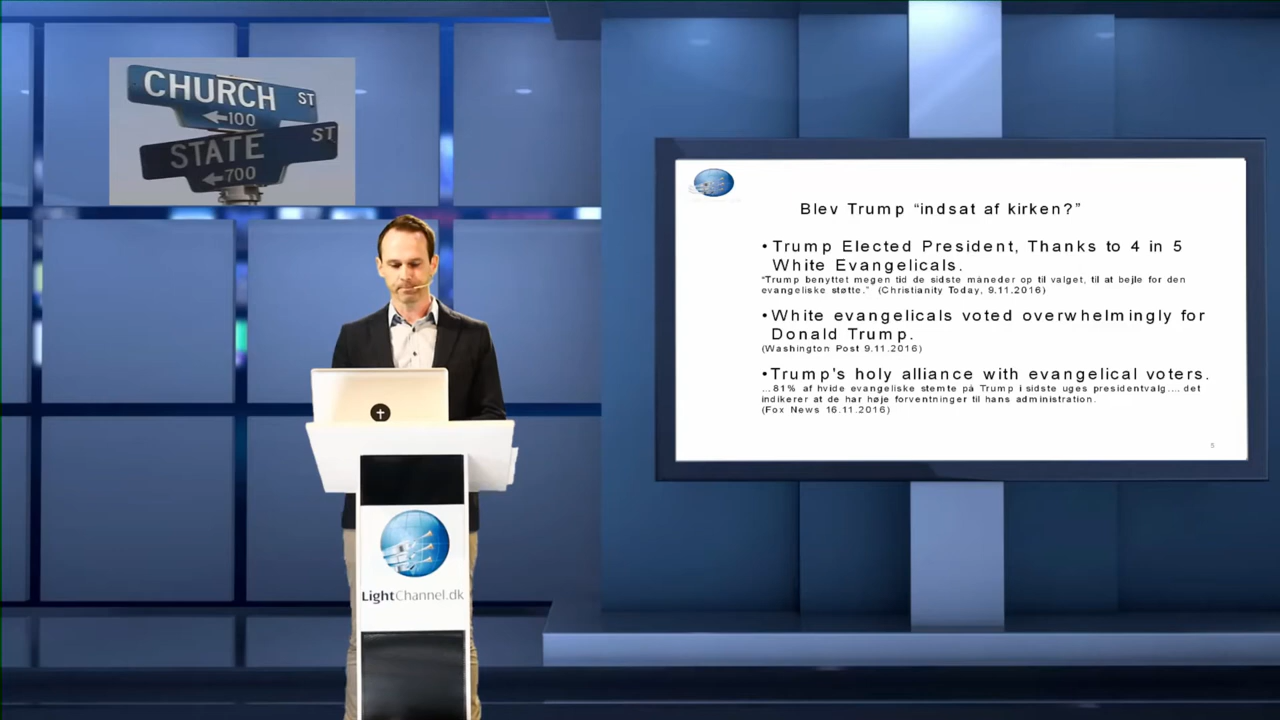 CHURCH ST
←100
STATE ST
←700
Blev Trump “indsat af kirken?”
•Trump Elected President, Thanks to 4 in 5
White Evangelicals.
“Trump benyttet megen tid de sidste måneder op til valget, til at bejle for den
evangeliske støtte.” (Christianity Today, 9.11.2016)
•White evangelicals voted overwhelmingly for
Donald Trump.
(Washington Post 9.11.2016)
•Trump's holy alliance with evangelical voters.
...81% af hvide evangeliske stemte på Trump i sidste uges presidentvalg.... det
indikerer at de har høje forventninger til hans administration.
(Fox News 16.11.2016)
5
LightChannel.dk